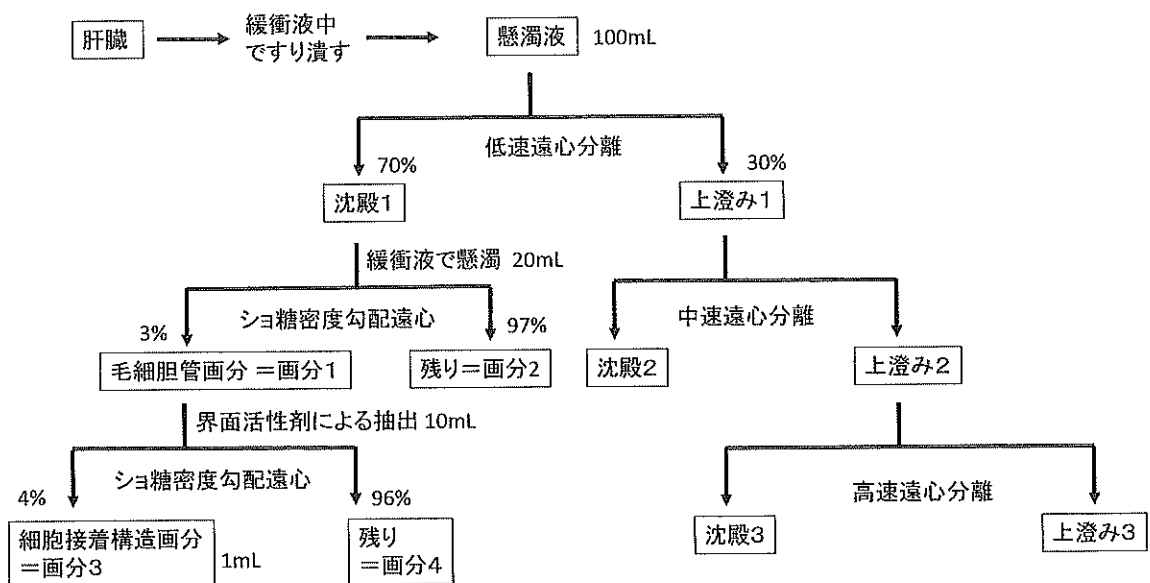 肝臓
緩衝液中
ですり潰す
懸濁液
100mL
低速遠心分離
70%
30%
沈殿1
上澄み1
緩衝液で懸濁 20mL
ショ糖密度勾配遠心
中速遠心分離
3%
97%
毛細胆管画分 =画分1
残り=画分2
沈殿2
上澄み2
界面活性剤による抽出 10mL
ショ糖密度勾配遠心
高速遠心分離
4%
96%
細胞接着構造画分
=画分3
1mL
残り
=画分4
沈殿3
上澄み3